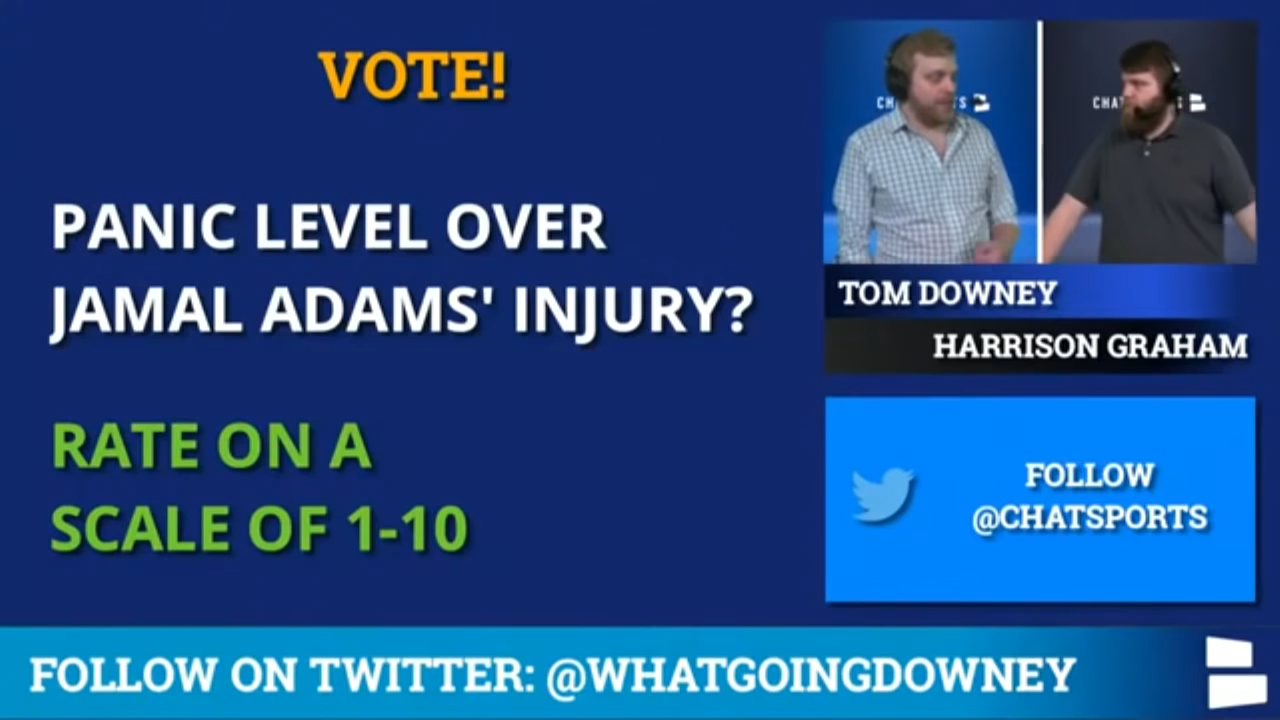 VOTE!
PANIC LEVEL OVER
JAMAL ADAMS' INJURY?
RATE ON A
SCALE OF 1-10
TOM DOWNEY
HARRISON GRAHAM
FOLLOW
@CHATSPORTS
FOLLOW ON TWITTER: @WHATGOINGDOWNEY